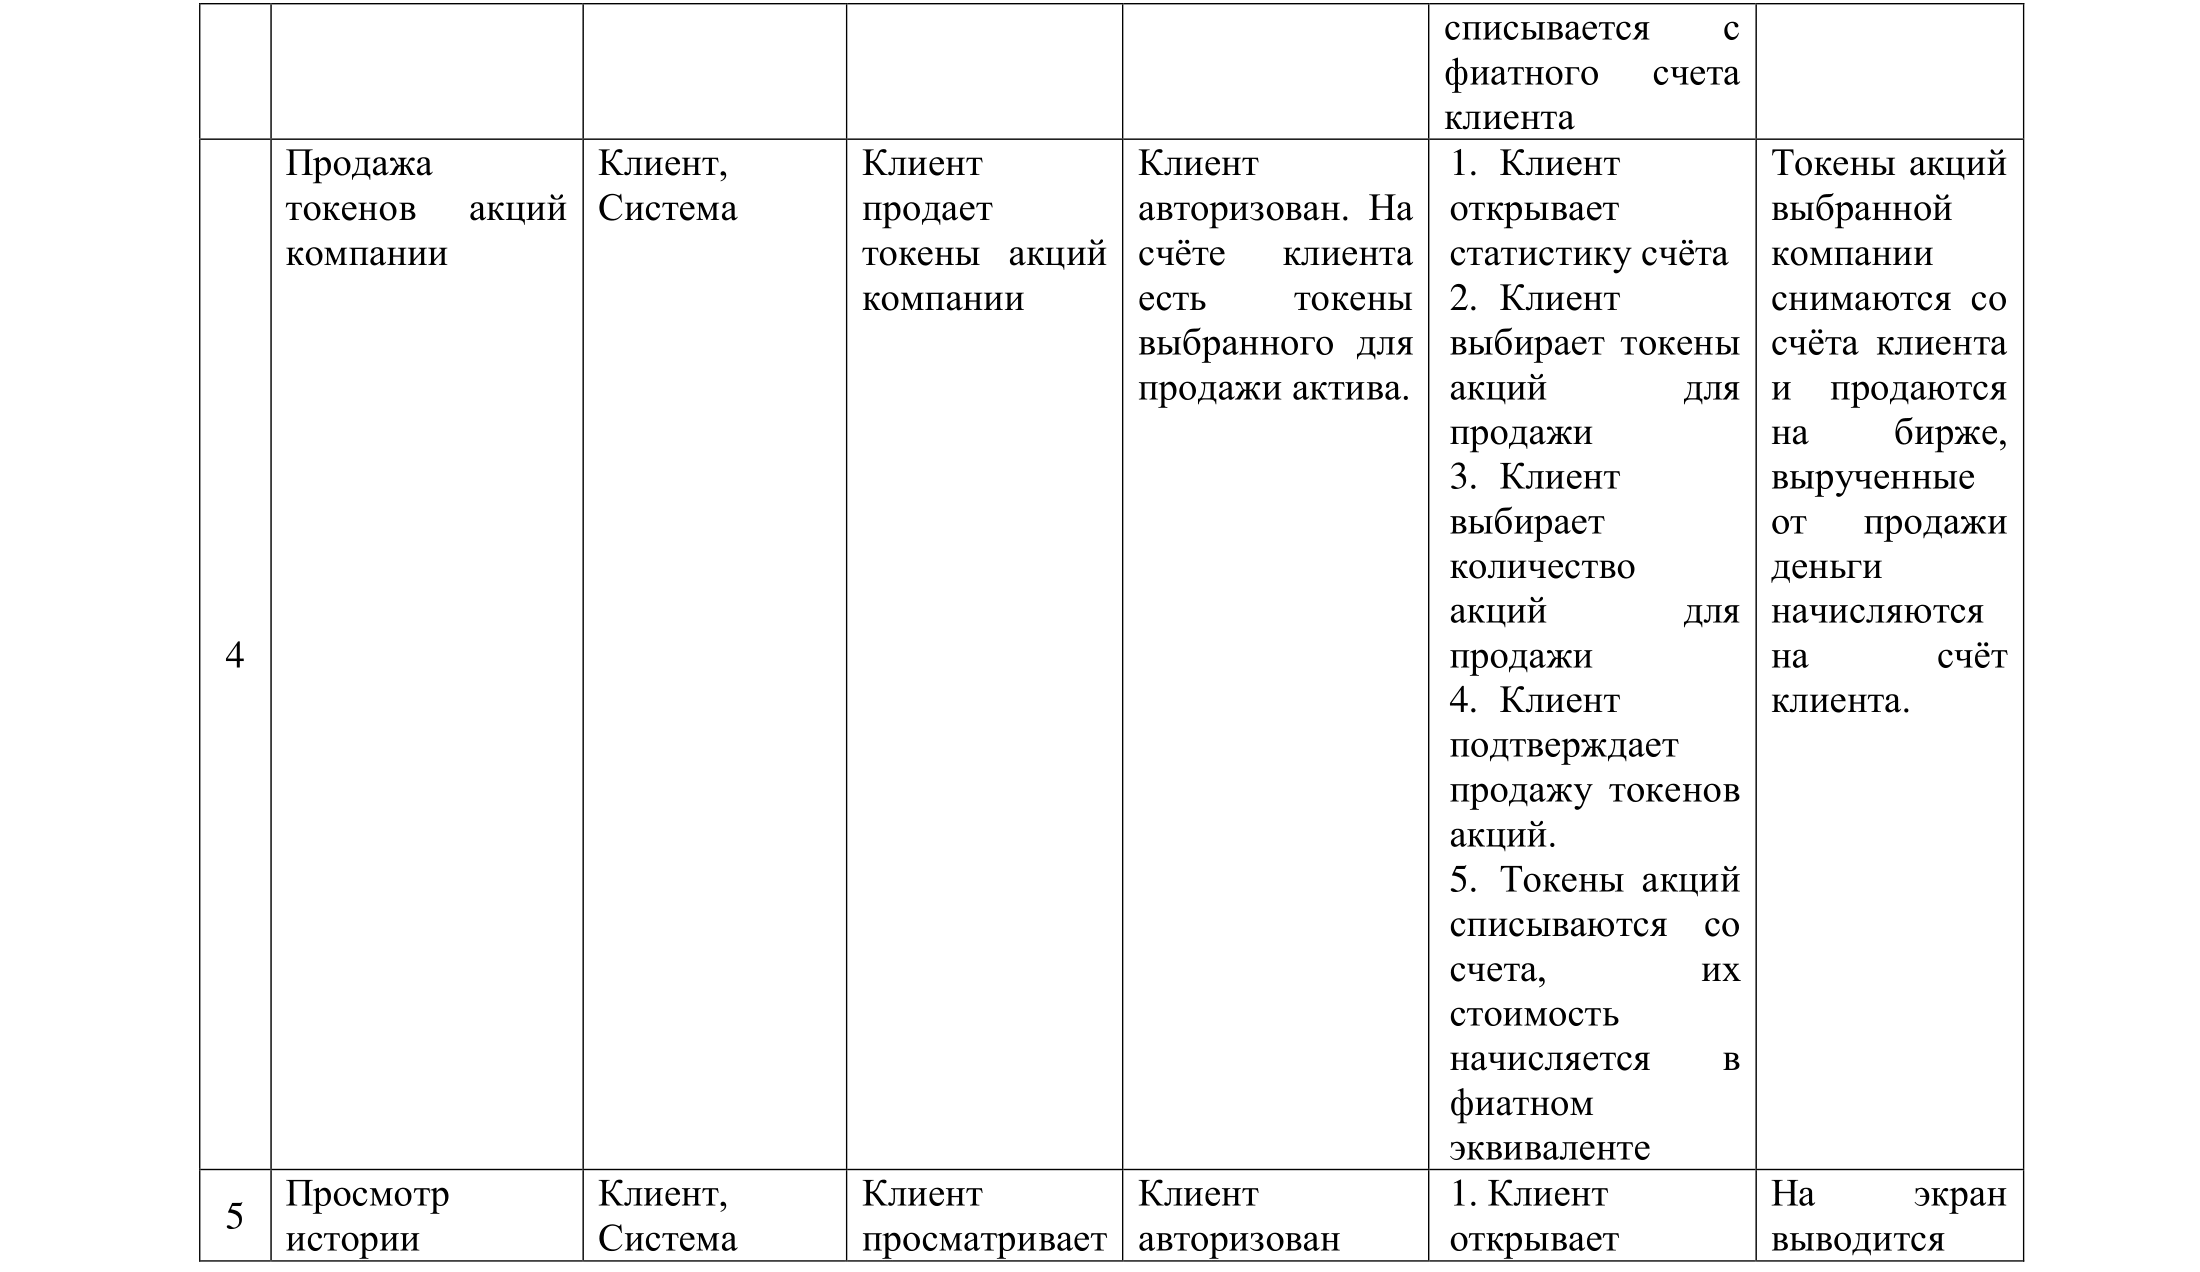 списывается с
фиатного счета
клиента
4
Продажа
токенов акций
компании
Клиент,
Система
Клиент
продает
токены акций
компании
Клиент
авторизован. На
счёте клиента
есть токены
выбранного для
продажи актива.
1. Клиент
открывает
статистику счёта
2. Клиент
выбирает токены
акций для
продажи
3. Клиент
выбирает
количество
акций для
продажи
4. Клиент
подтверждает
продажу токенов
акций.
5. Токены акций
списываются со
счета, их
стоимость
начисляется в
фиатном
эквиваленте
Токены акций
выбранной
компании
снимаются со
счёта клиента
и продаются
на бирже,
вырученные
от продажи
деньги
начисляются
на счёт
клиента.
5
Просмотр
истории
Клиент,
Система
Клиент
просматривает
Клиент
авторизован
1. Клиент
открывает
На экран
выводится